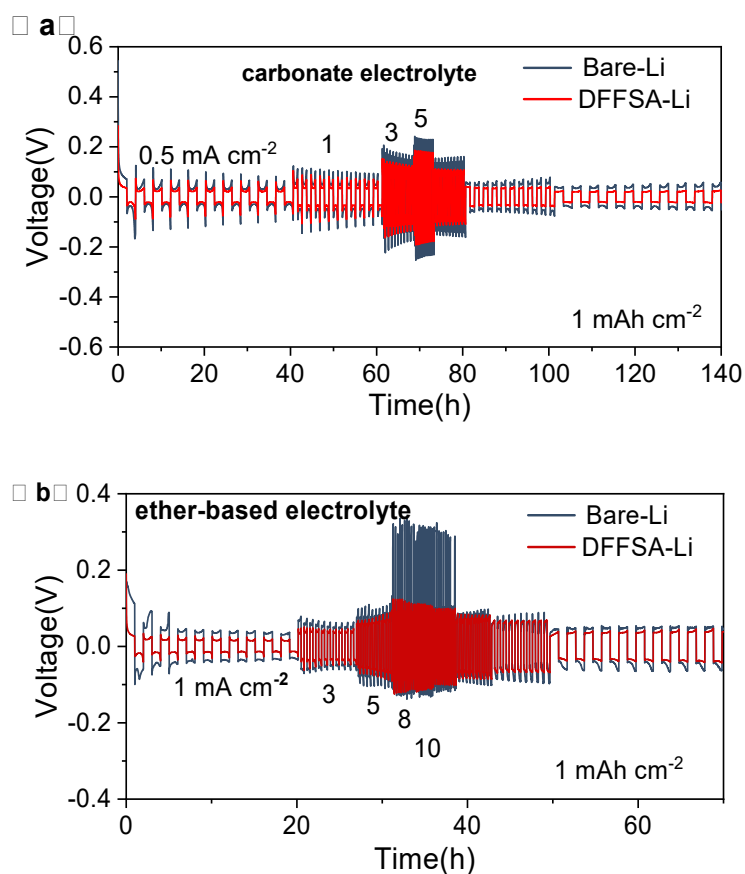 a
0.6
0.4
0.2
0.0
-0.2
-0.4
-0.6
Voltage(V)
carbonate electrolyte
Bare-Li
DFFSA-Li
0.5 mA cm-2
1
3
5
1 mAh cm-2
0 20 40 60 80 100 120 140
Time(h)
b
0.4
0.2
0.0
-0.2
-0.4
Voltage(V)
ether-based electrolyte
Bare-Li
DFFSA-Li
1 mA cm-2
3
5
8
10
1 mAh cm-2
0 20 40 60
Time(h)